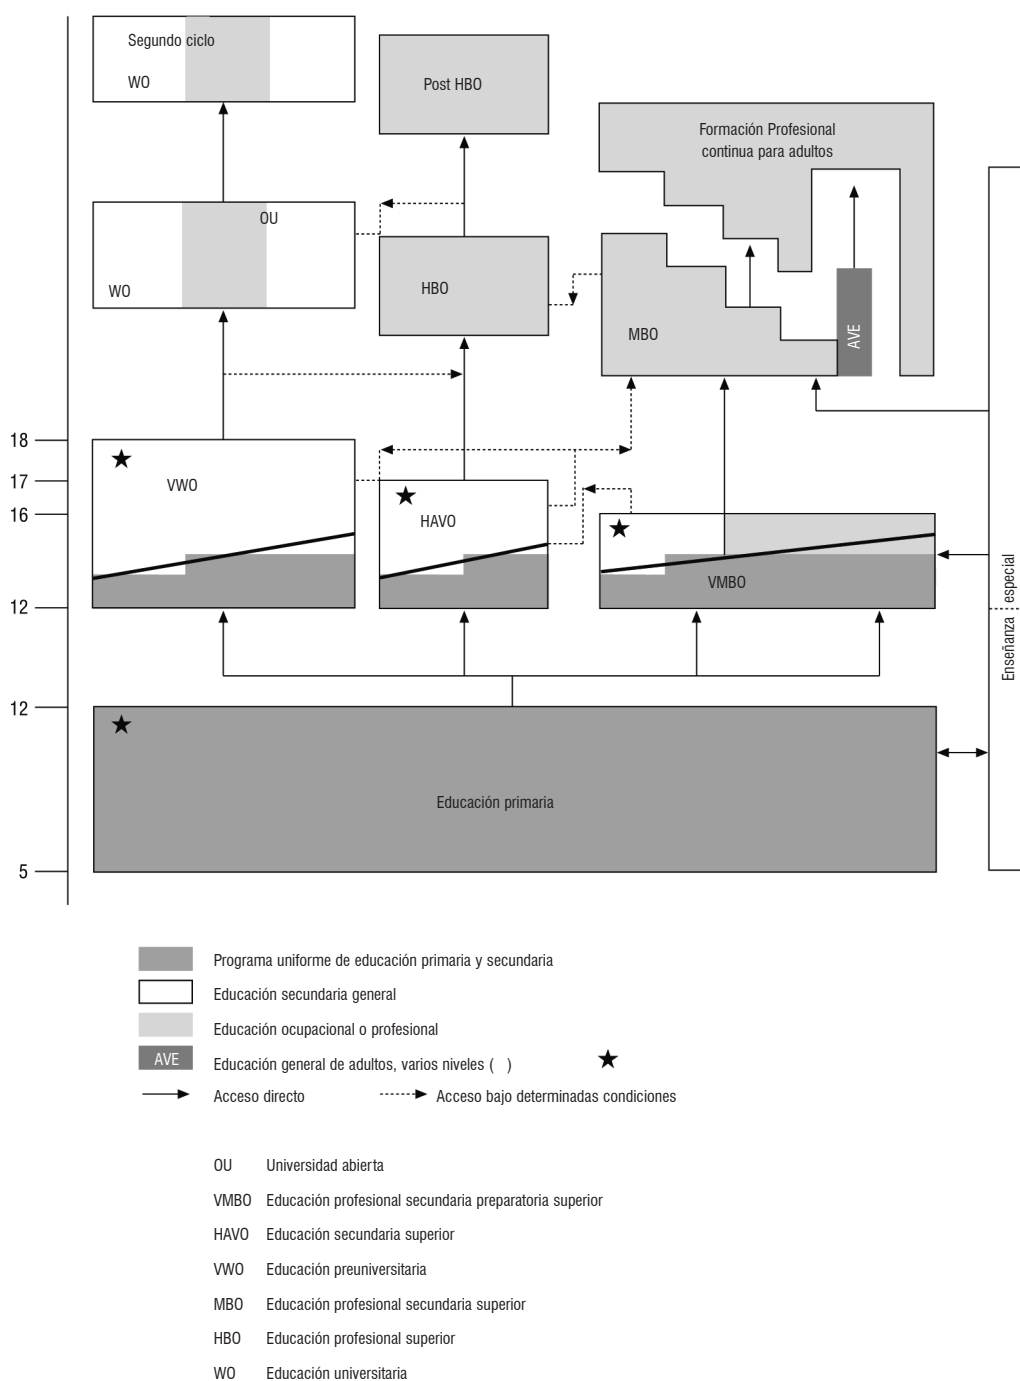 Segundo ciclo
WO
Post HBO
Formación Profesional
continua para adultos
OU
WO
HBO
MBO
AVE
18
17
16
12
VWO
HAVO
VMBO
Enseñanza especial
12
5
Educación primaria
Programa uniforme de educación primaria y secundaria
Educación secundaria general
Educación ocupacional o profesional
AVE Educación general de adultos, varios niveles ( ) ★
Acceso directo
Acceso bajo determinadas condiciones
OU Universidad abierta
VMBO Educación profesional secundaria preparatoria superior
HAVO Educación secundaria superior
VWO Educación preuniversitaria
MBO Educación profesional secundaria superior
HBO Educación profesional superior
WO Educación universitaria